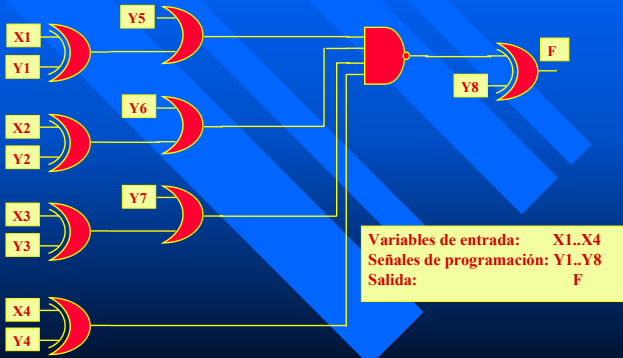 Y5
X1
Y1
F
Y8
Y6
X2
Y2
Y7
X3
Y3
Variables de entrada: X1..X4
Señales de programación: Y1..Y8
Salida: F
X4
Y4